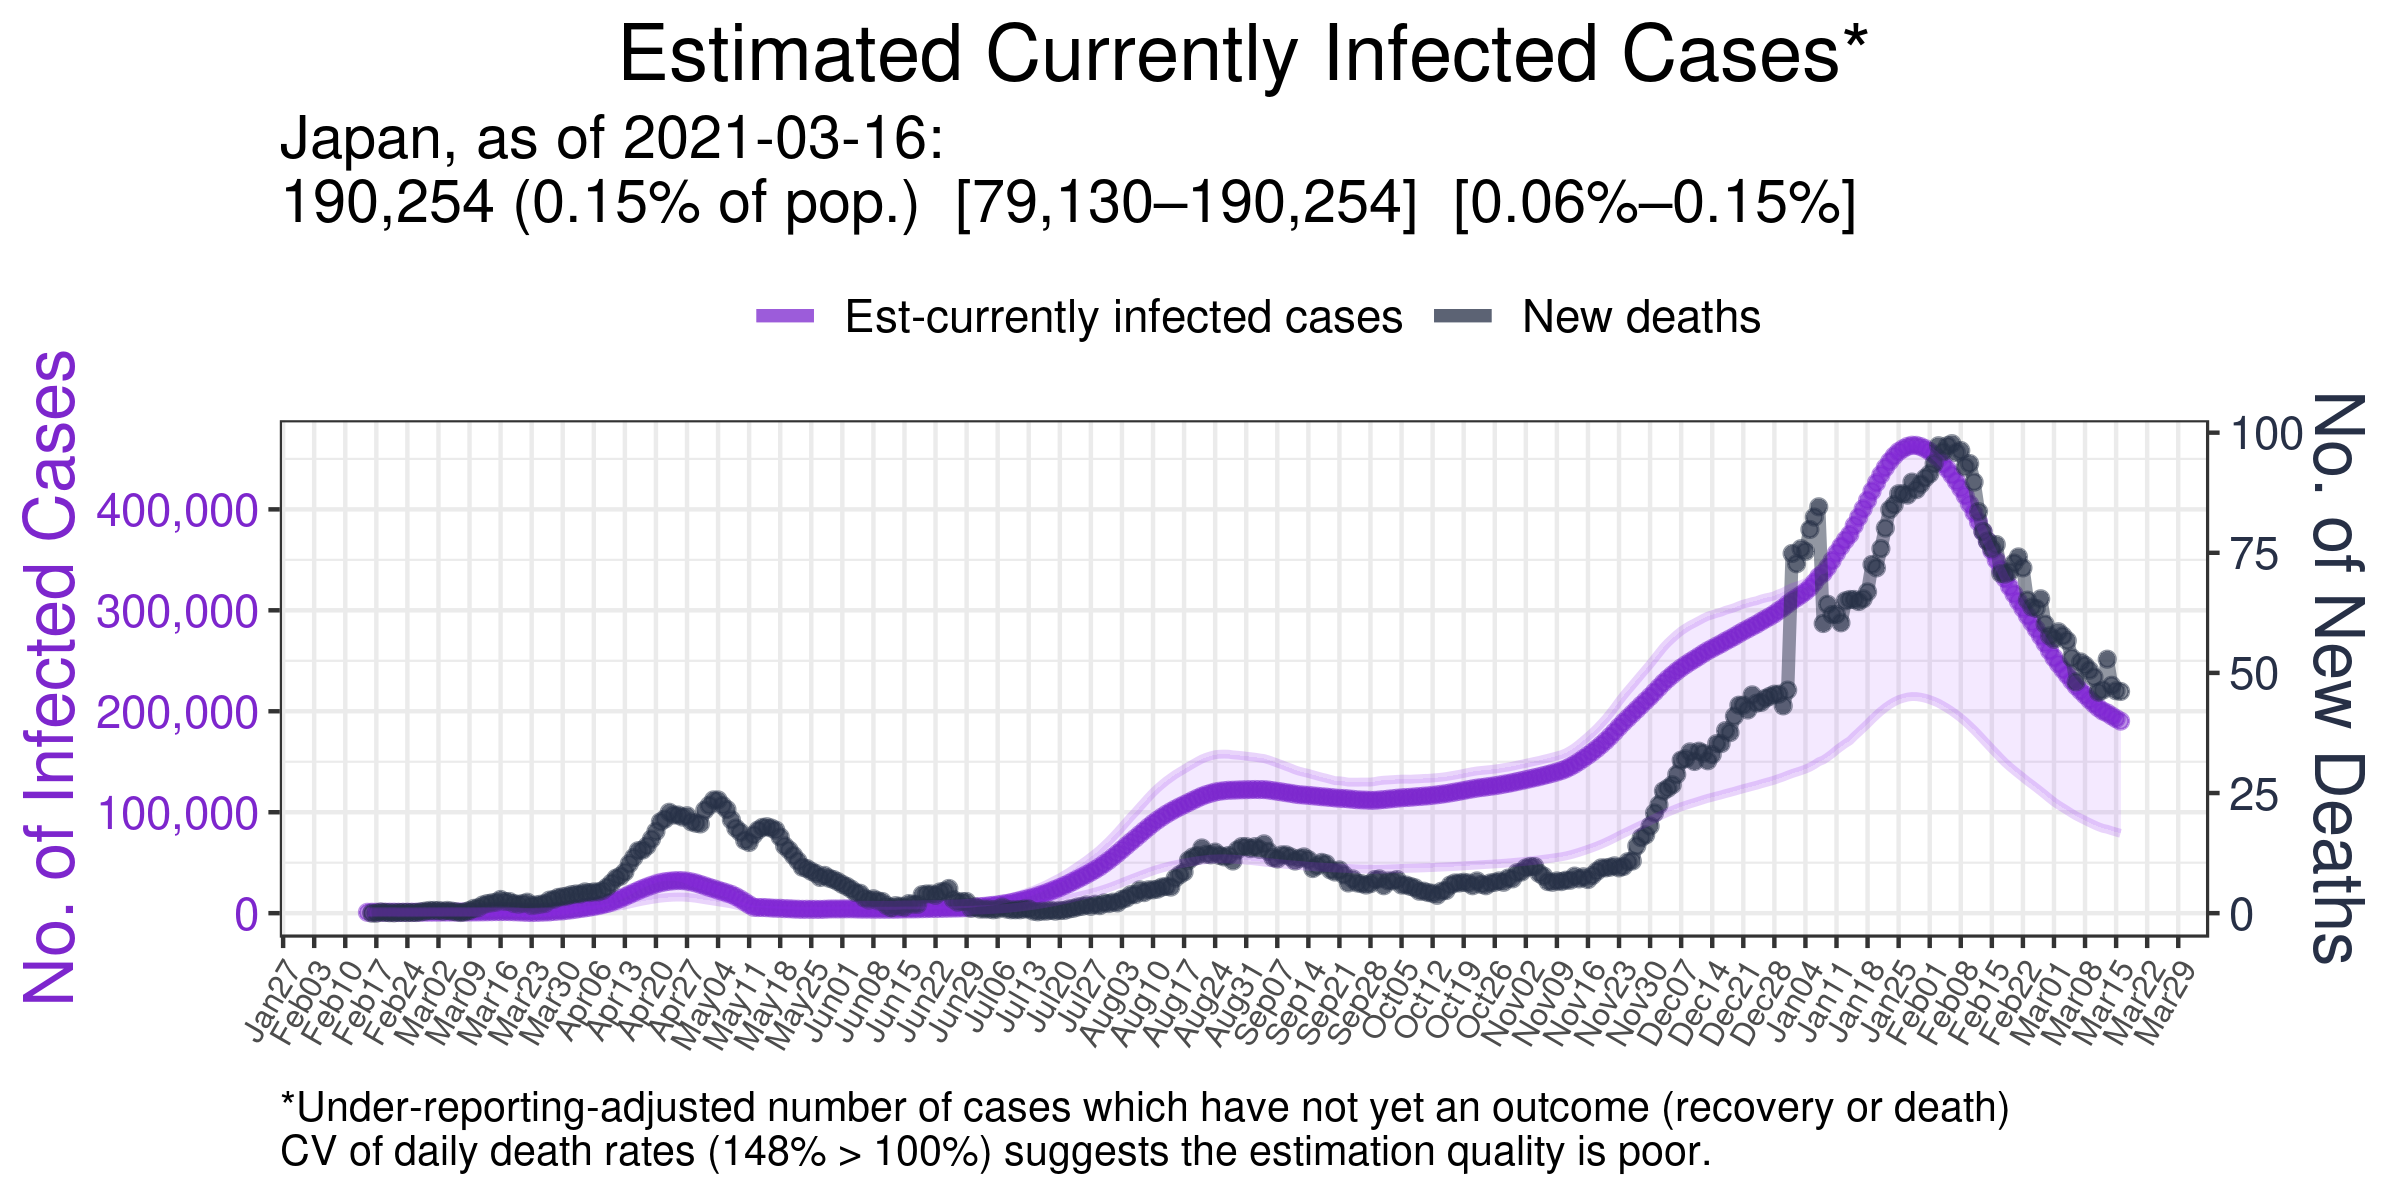 Estimated Currently Infected Cases*
Japan, as of 2021-03-16:
190,254 (0.15% of pop.) [79,130–190,254] [0.06%–0.15%]
Est-currently infected cases
New deaths
No. of Infected Cases
400,000
300,000
200,000
100,000
0
100
75
50
25
0
No. of New Deaths
Jan27
Feb03
Feb10
Feb17
Feb24
Mar02
Mar09
Mar16
Mar23
Mar30
Apr06
Apr13
Apr20
Apr27
May04
May11
May18
May25
Jun01
Jun08
Jun15
Jun22
Jun29
Jul06
Jul13
Jul20
Jul27
Aug03
Aug10
Aug17
Aug24
Aug31
Sep07
Sep14
Sep21
Sep28
Oct05
Oct12
Oct19
Oct26
Nov02
Nov09
Nov16
Nov23
Nov30
Dec07
Dec14
Dec21
Dec28
Jan04
Jan11
Jan18
Jan25
Feb01
Feb08
Feb15
Feb22
Mar01
Mar08
Mar15
Mar22
Mar29
*Under-reporting-adjusted number of cases which have not yet an outcome (recovery or death)
CV of daily death rates (148% > 100%) suggests the estimation quality is poor.